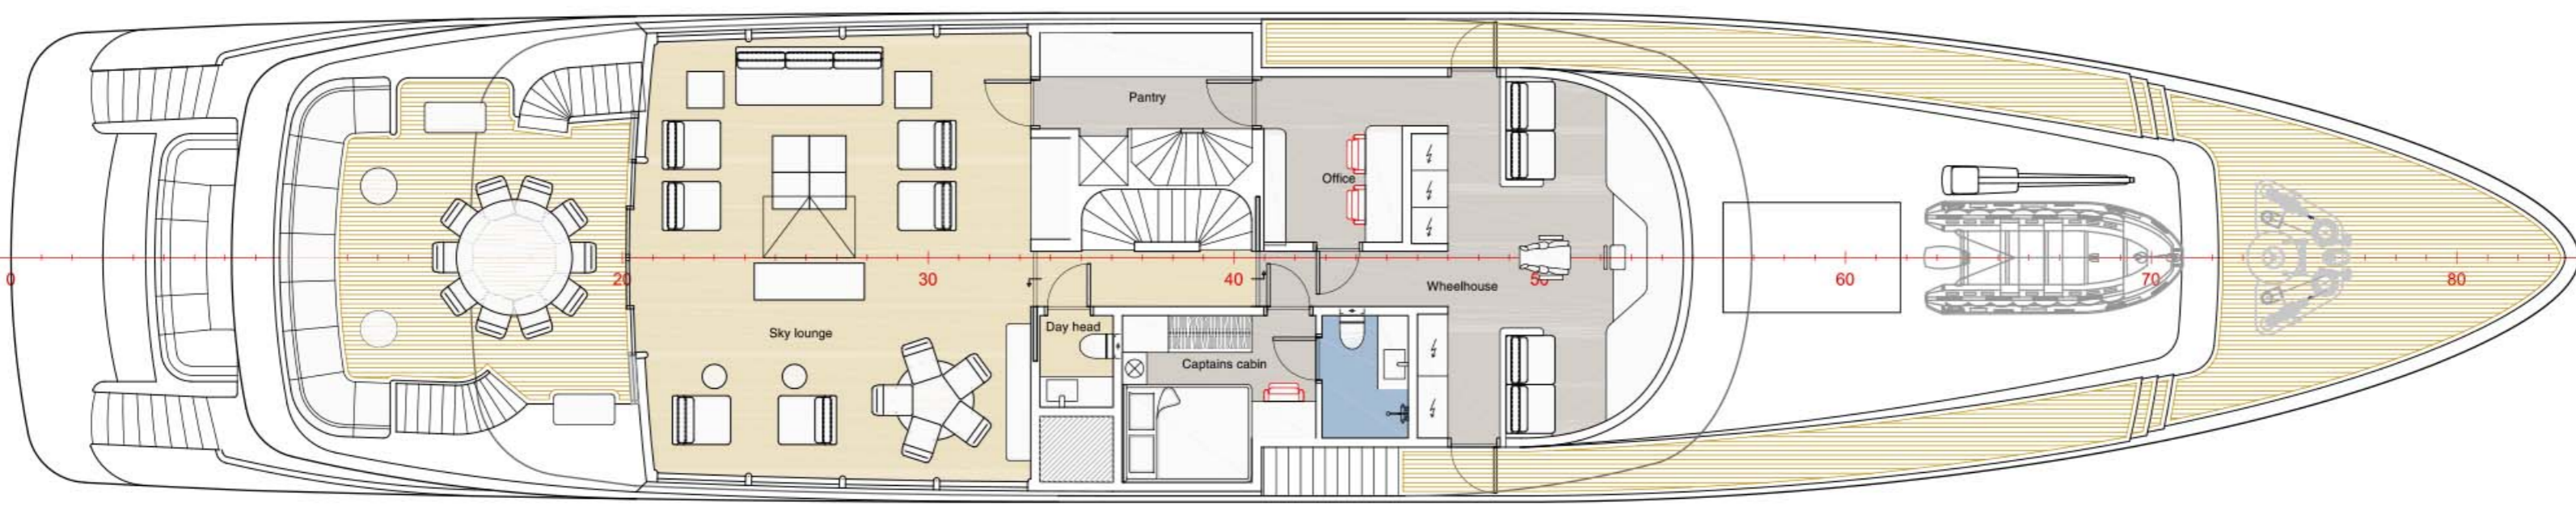 Pantry
Office
0
20
30
40
50
60
70
80
Wheelhouse
Day head
Sky lounge
Captains cabin